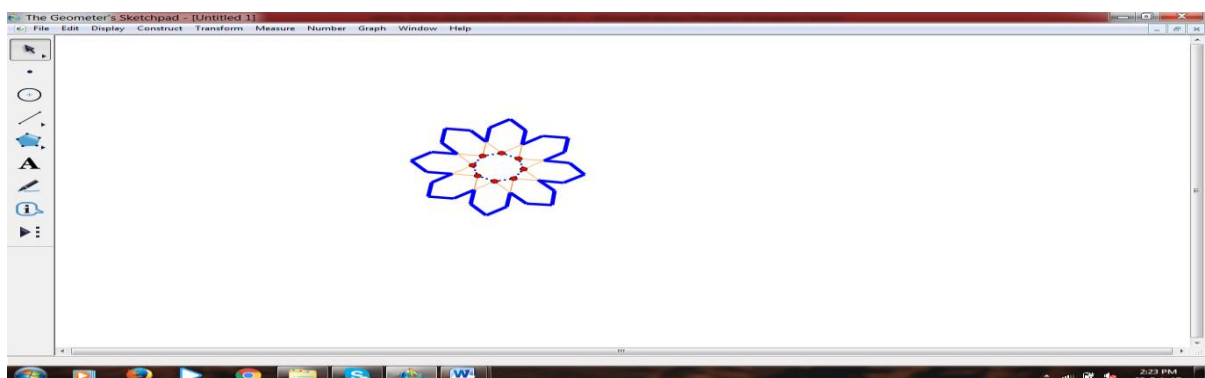 The Geometer's Sketchpad - [Untitled 1]
File Edit Display Construct Transform Measure Number Graph Window Help
A
S
W
2:23 PM